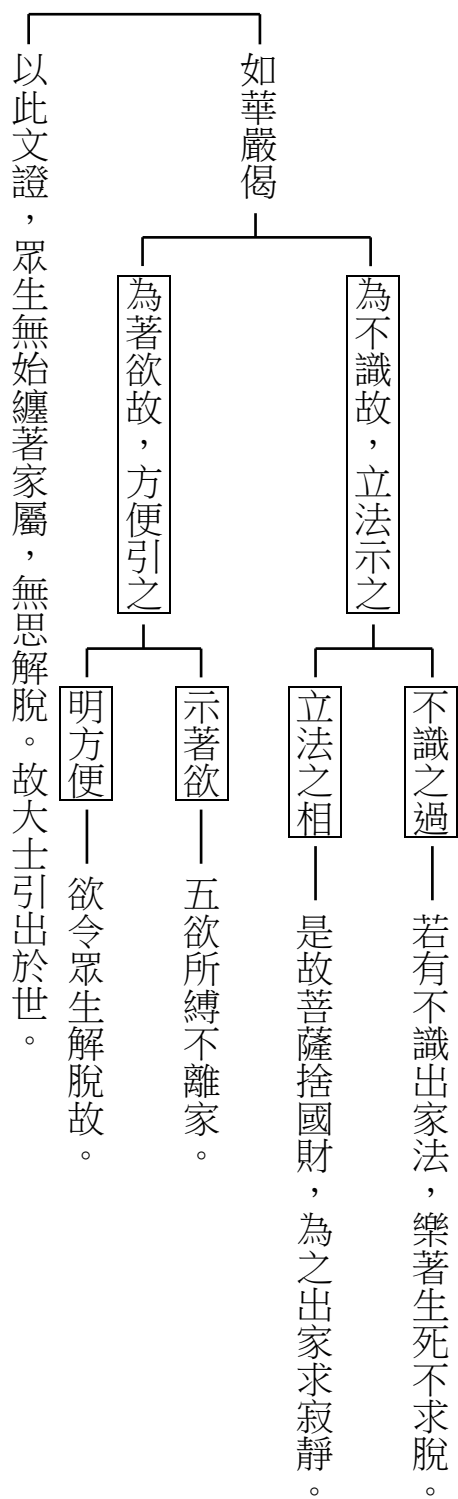 如華嚴偈
為不識故，立法示之
不識之過
若有不識出家法，樂著生死不求脫。
立法之相
是故菩薩捨國財，為之出家求寂靜。
為著欲故，方便引之
示著欲
五欲所縛不離家。
明方便
欲令眾生解脫故。
以此文證，眾生無始纏著家屬，無思解脫。故大士引出於世。